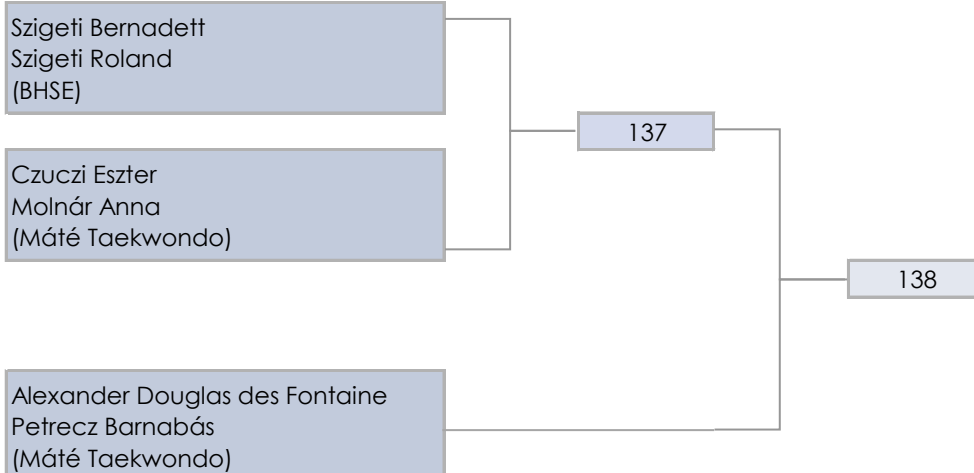 Szigeti Bernadett
Szigeti Roland
(BHSE)
137
Czuczi Eszter
Molnár Anna
(Máté Taekwondo)
138
Alexander Douglas des Fontaine
Petrecz Barnabás
(Máté Taekwondo)